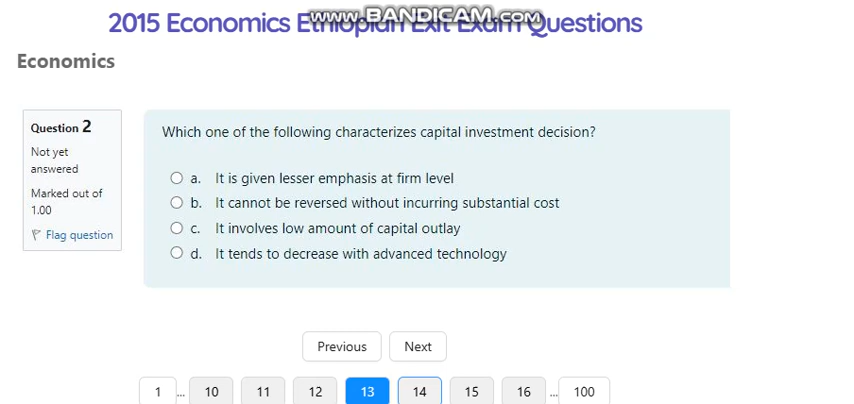 www.BANDICAM.COM
2015 Economics Ethiopian Exit Exam Questions
Economics
Question 2
Not yet
answered
Marked out of
1.00
Flag question
Which one of the following characterizes capital investment decision?
a. It is given lesser emphasis at firm level
b. It cannot be reversed without incurring substantial cost
c. It involves low amount of capital outlay
d. It tends to decrease with advanced technology
Previous Next
1 ... 10 11 12 13 14 15 16 ... 100